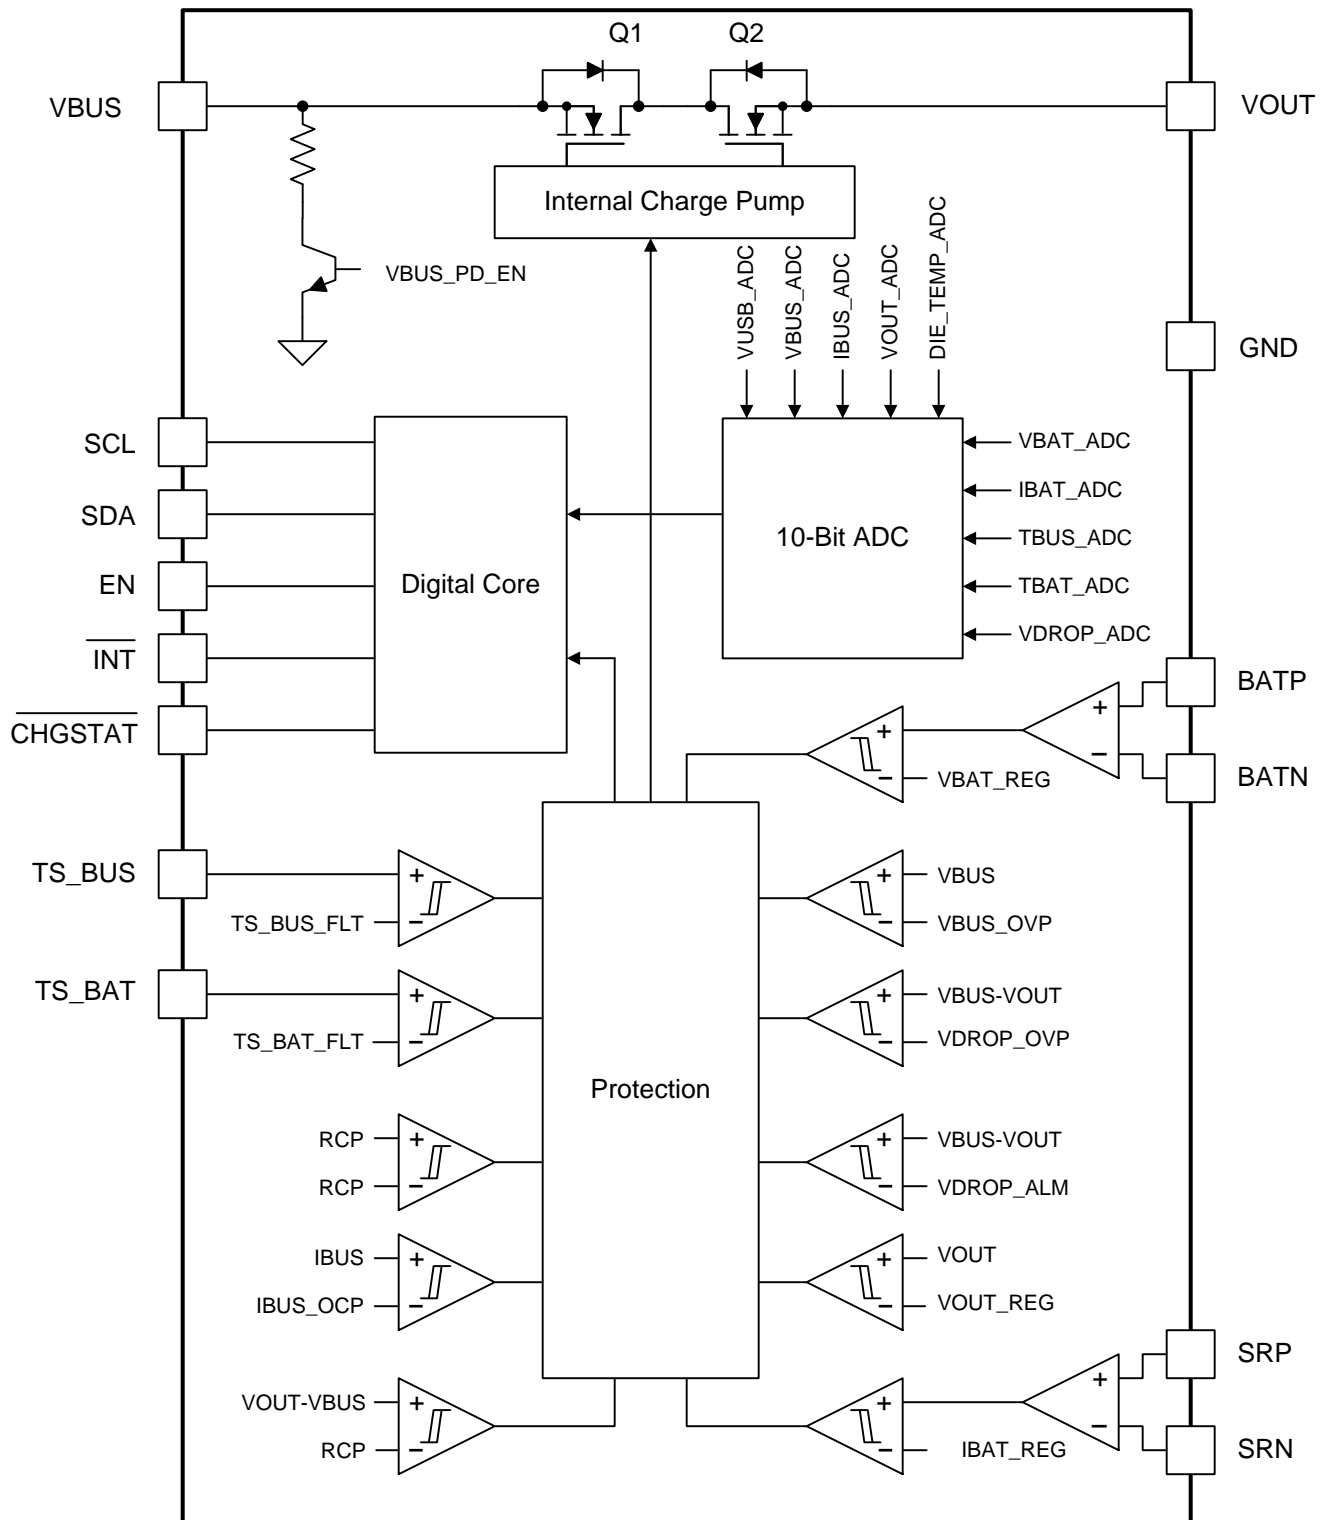 Q1
Q2
VBUS
VOUT
Internal Charge Pump
VBUS_PD_EN
VUSB_ADC
VBUS_ADC
IBUS_ADC
VOUT_ADC
DIE_TEMP_ADC
GND
SCL
SDA
EN
INT
CHGSTAT
Digital Core
10-Bit ADC
VBAT_ADC
IBAT_ADC
TBUS_ADC
TBAT_ADC
VDROP_ADC
BATP
BATN
+
–
+
–
VBAT_REG
TS_BUS
+
–
TS_BUS_FLT
TS_BAT
+
–
TS_BAT_FLT
RCP
+
–
RCP
IBUS
+
–
IBUS_OCP
VOUT-VBUS
+
–
RCP
Protection
+
–
VBUS
VBUS_OVP
+
–
VBUS-VOUT
VDROP_OVP
+
–
VBUS-VOUT
VDROP_ALM
+
–
VOUT
VOUT_REG
+
–
IBAT_REG
+
–
SRP
SRN